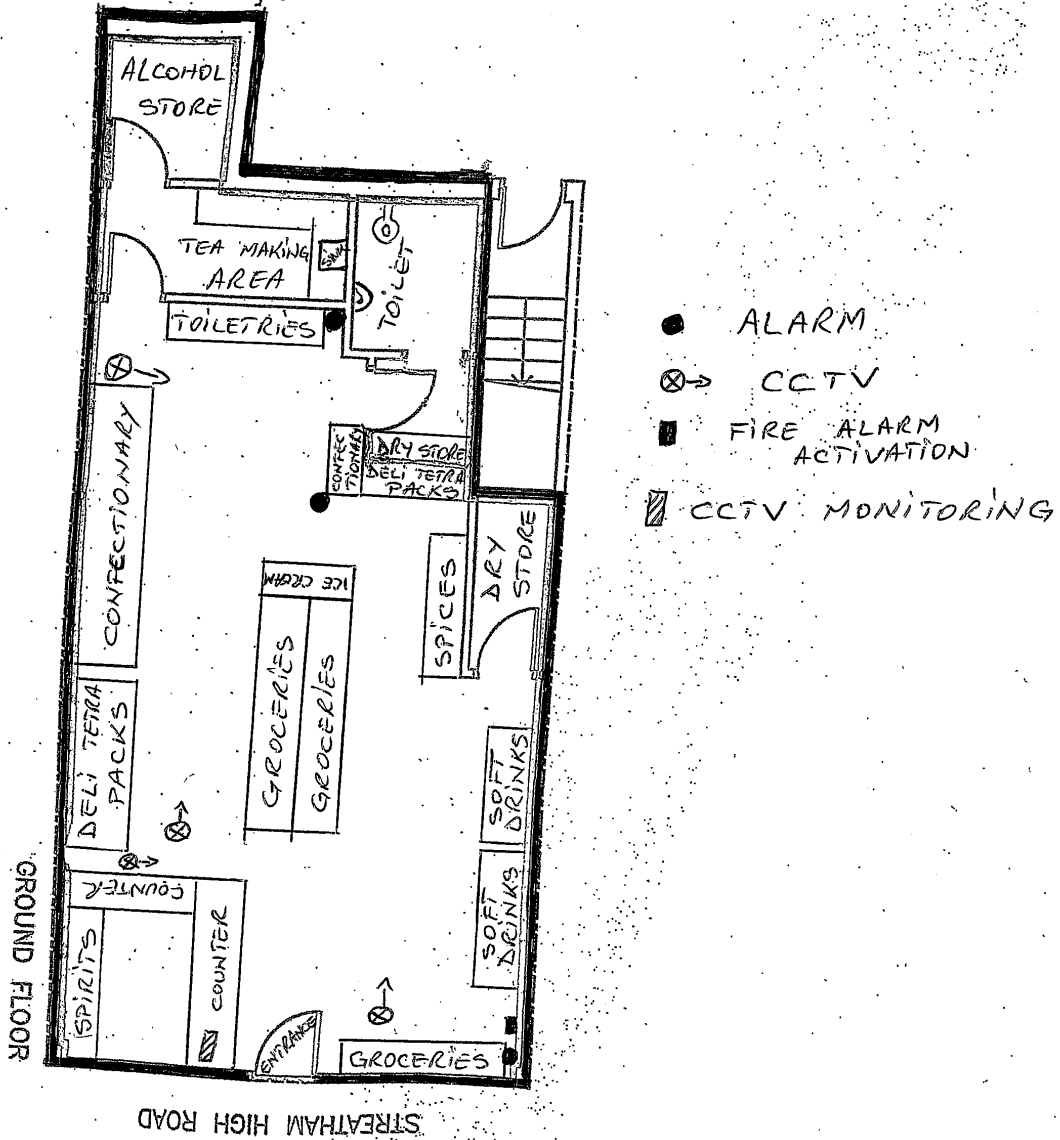 ALCOHOL
STORE
TEA MAKING
AREA
SINK
TOILET
TOILETRIES
CONFECTIONARY
CONFEC
TIONARY
DRY STORE
DELI TETRA
PACKS
DRY
STORE
SPICES
ICE CREAM
GROCERIES
GROCERIES
DELI TETRA
PACKS
SOFT
DRINKS
SOFT
DRINKS
COUNTER
SPIRITS
COUNTER
ENTRANCE
GROCERIES
ALARM
CCTV
FIRE ALARM
ACTIVATION
CCTV MONITORING
GROUND FLOOR
STREATHAM HIGH ROAD